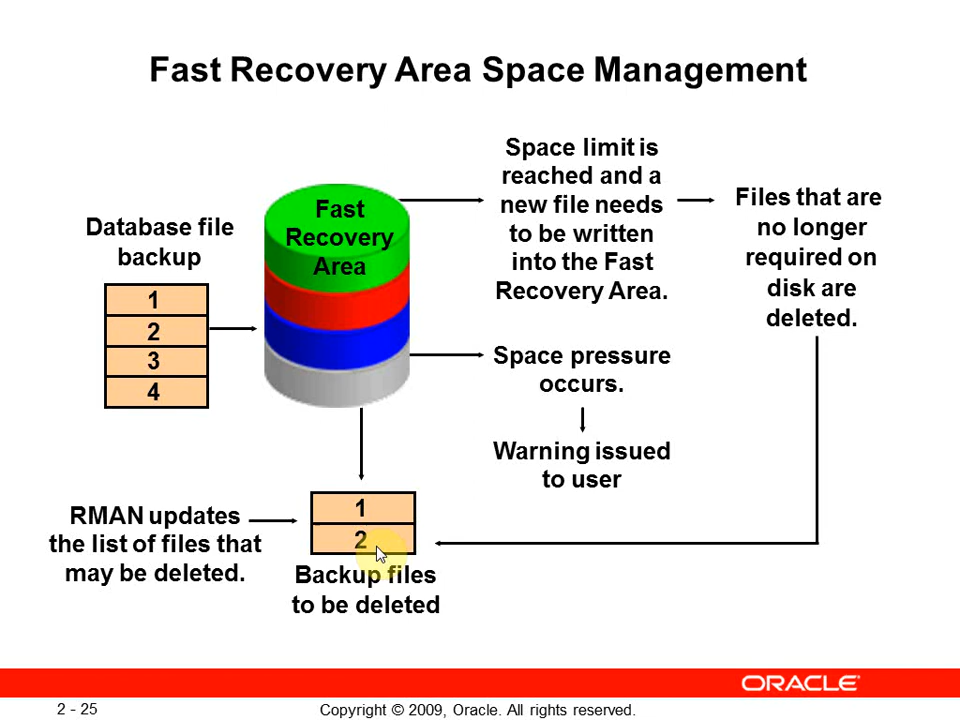 Fast Recovery Area Space Management
Database file
backup
1
2
3
4
Fast
Recovery
Area
Space limit is
reached and a
new file needs
to be written
into the Fast
Recovery Area.
Files that are
no longer
required on
disk are
deleted.
Space pressure
occurs.
Warning issued
to user
RMAN updates
the list of files that
may be deleted.
1
2
Backup files
to be deleted
ORACLE
2 - 25
Copyright © 2009, Oracle. All rights reserved.